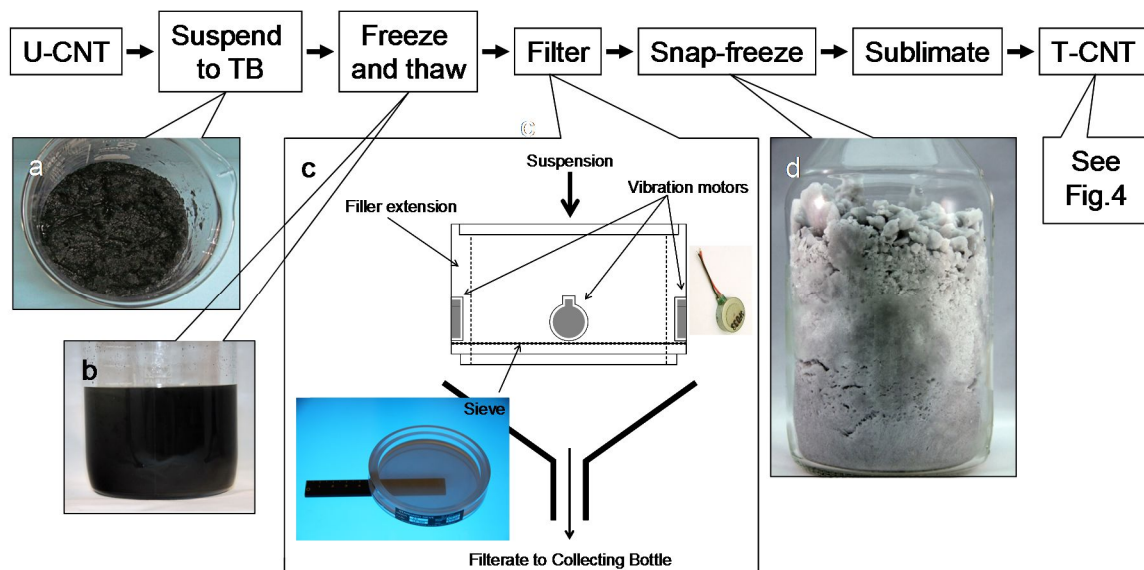 U-CNT
Suspend
to TB
Freeze
and thaw
Filter
Snap-freeze
Sublimate
T-CNT
See
Fig.4
a
b
©
c
Suspension
Vibration motors
Filler extension
Sieve
Filterate to Collecting Bottle
d